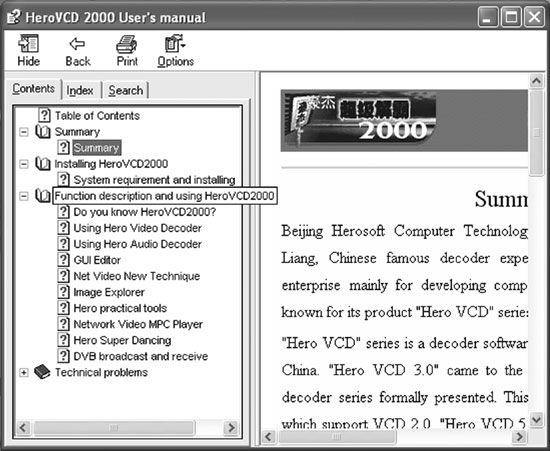 HeroVCD 2000 User's manual
Hide Back Print Options
Contents Index Search
Table of Contents
Summary
Summary
Installing HeroVCD2000
System requirement and installing
Function description and using HeroVCD2000
Do you know HeroVCD2000?
Using Hero Video Decoder
Using Hero Audio Decoder
GUI Editor
Net Video New Technique
Image Explorer
Hero practical tools
Network Video MPC Player
Hero Super Dancing
DVB broadcast and receive
Technical problems
豪杰 超级解霸
2000
Summ
Beijing Herosoft Computer Technolog
Liang, Chinese famous decoder expe
enterprise mainly for developing comp
known for its product "Hero VCD" serie
"Hero VCD" series is a decoder softwar
China. "Hero VCD 3.0" came to the
decoder series formally presented. This
which support VCD 2.0. "Hero VCD 5